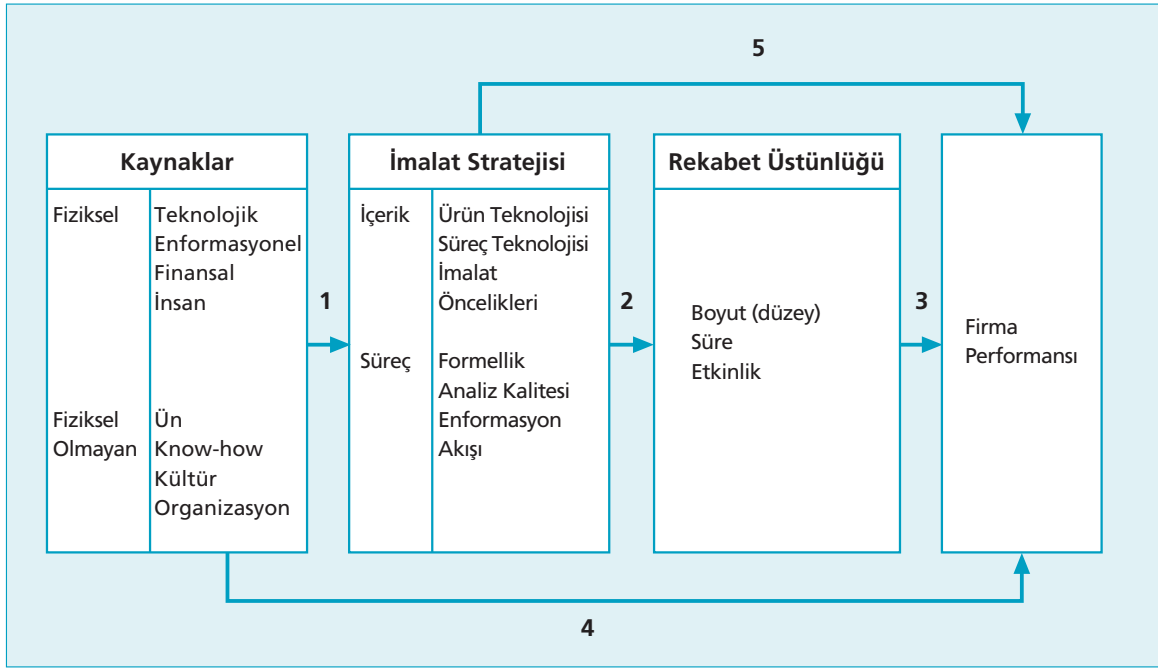 5
Kaynaklar
Fiziksel
Teknolojik
Enformasyonel
Finansal
İnsan
Fiziksel
Olmayan
Ün
Know-how
Kültür
Organizasyon
1
İmalat Stratejisi
İçerik
Ürün Teknolojisi
Süreç Teknolojisi
İmalat
Öncelikleri
Süreç
Formellik
Analiz Kalitesi
Enformasyon
Akışı
2
Rekabet Üstünlüğü
Boyut (düzey)
Süre
Etkinlik
3
Firma
Performansı
4